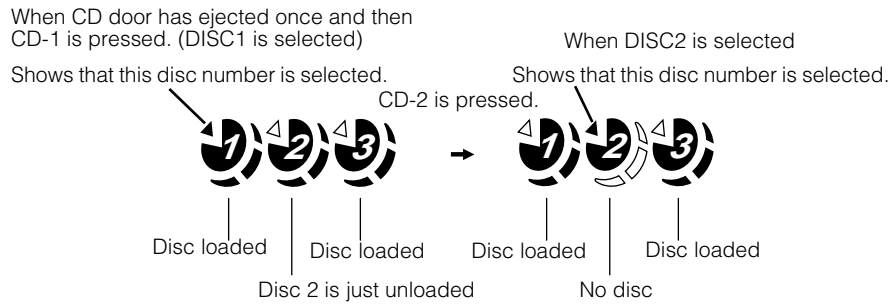 When CD door has ejected once and then
CD-1 is pressed. (DISC1 is selected)
Shows that this disc number is selected.
When DISC2 is selected
Shows that this disc number is selected.
CD-2 is pressed.
1 2 3
1 2 3
Disc loaded
Disc loaded
Disc loaded
Disc loaded
Disc 2 is just unloaded
No disc